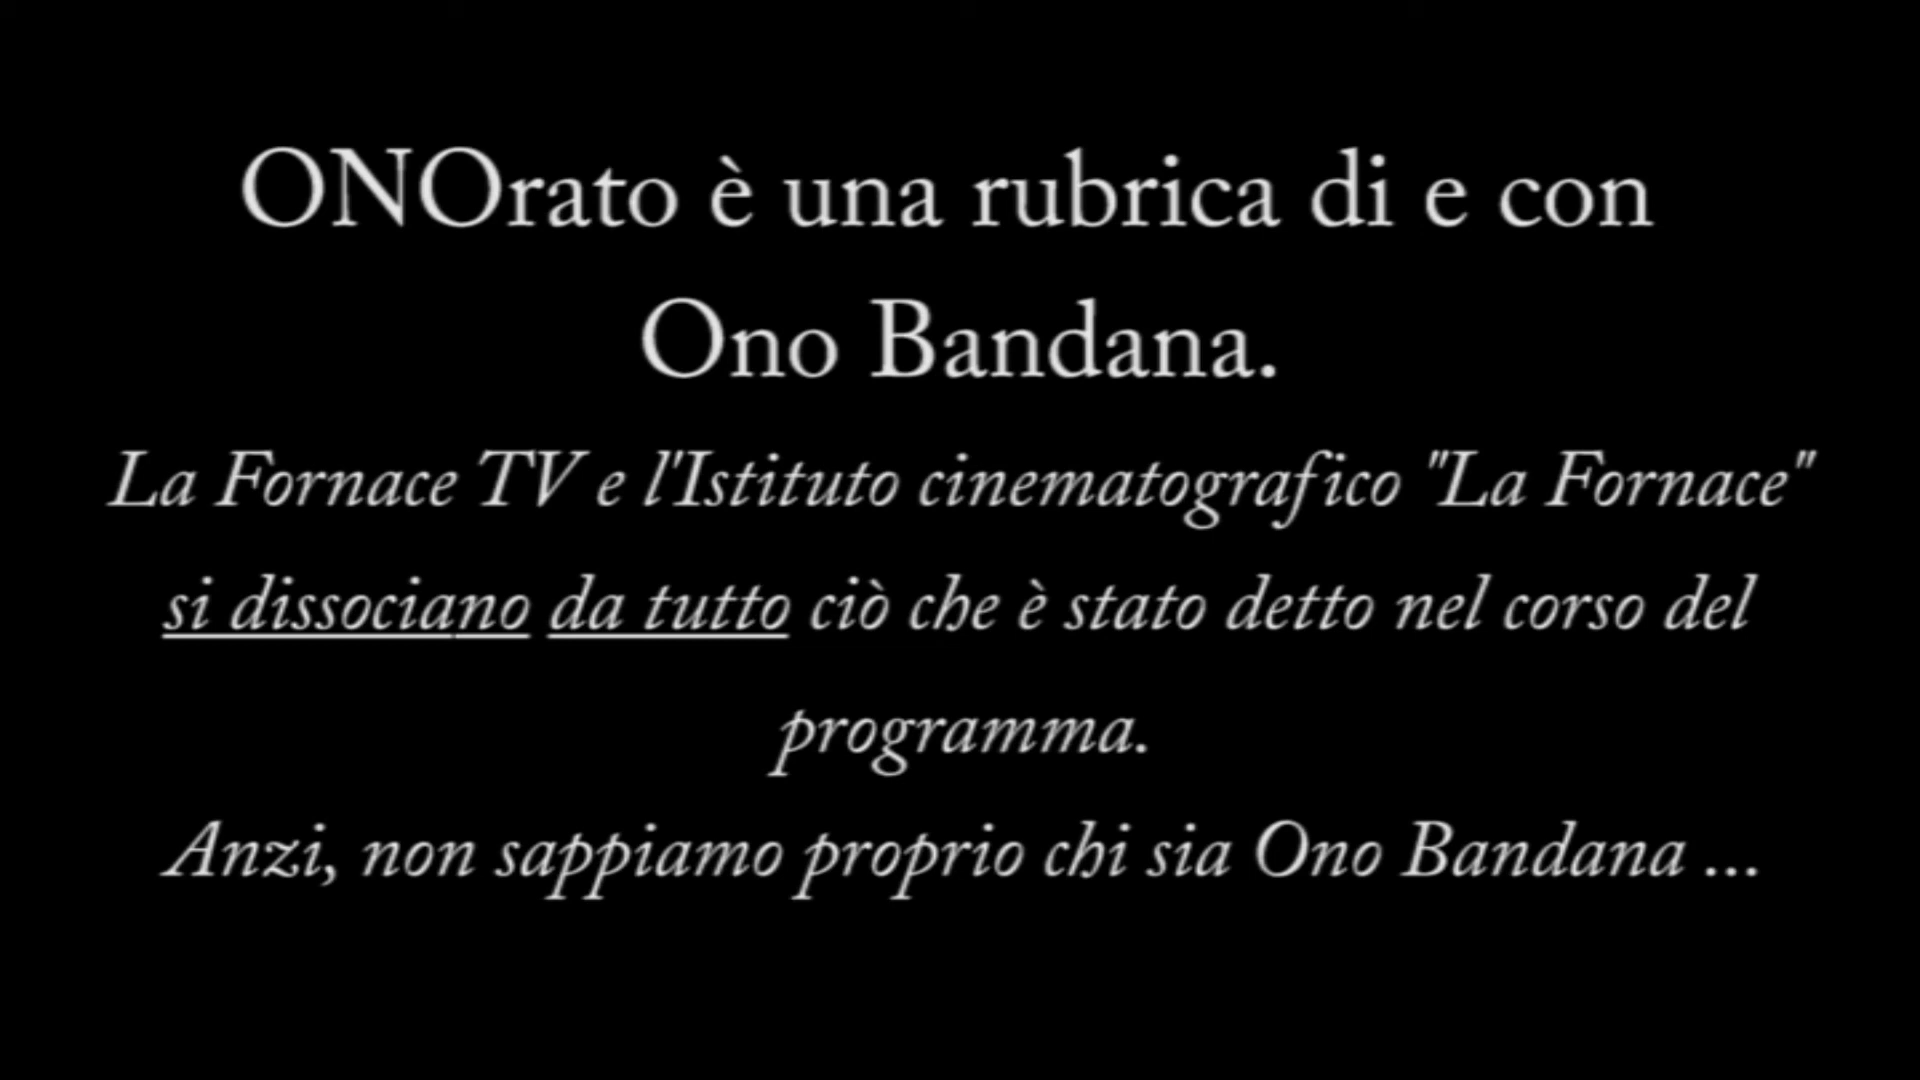 ONOrato è una rubrica di e con
Ono Bandana.
La Fornace TV e l'Istituto cinematografico "La Fornace"
si dissociano da tutto ciò che è stato detto nel corso del
programma.
Anzi, non sappiamo proprio chi sia Ono Bandana ...